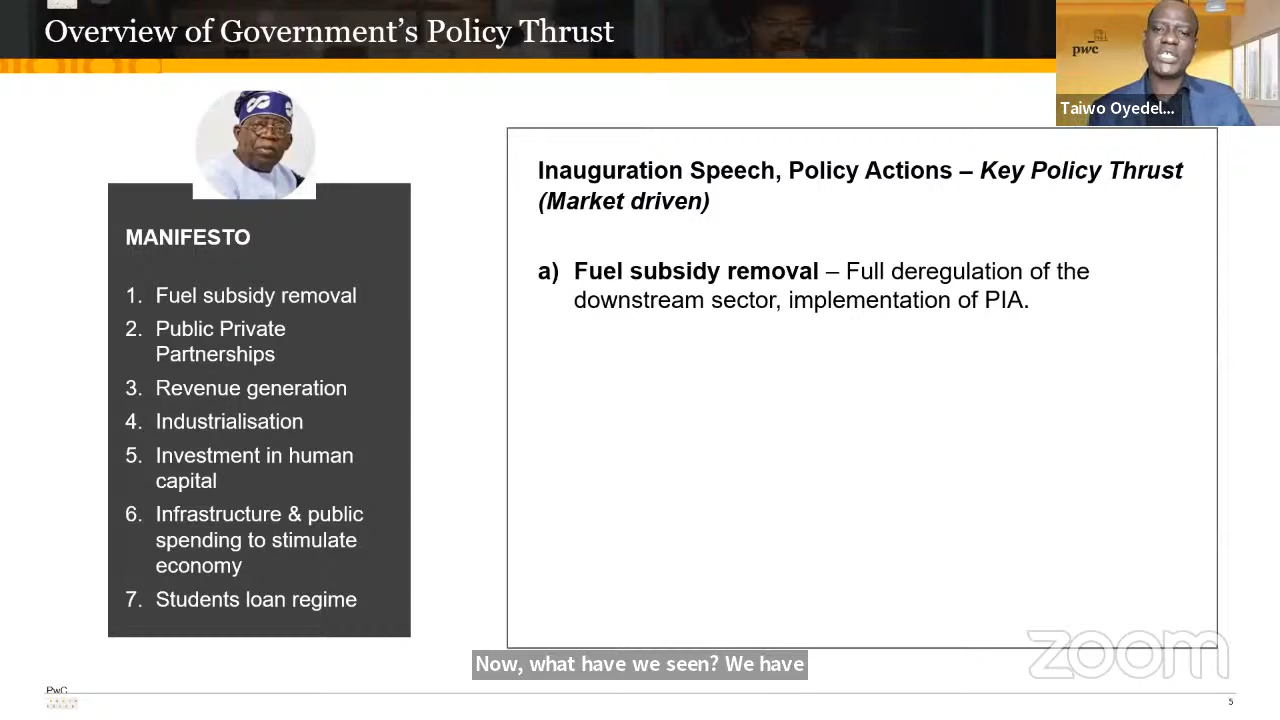 Overview of Government's Policy Thrust
pwc
Taiwo Oyedel...
MANIFESTO
1. Fuel subsidy removal
2. Public Private
Partnerships
3. Revenue generation
4. Industrialisation
5. Investment in human
capital
6. Infrastructure & public
spending to stimulate
economy
7. Students loan regime
Inauguration Speech, Policy Actions – Key Policy Thrust
(Market driven)
a) Fuel subsidy removal – Full deregulation of the
downstream sector, implementation of PIA.
Now, what have we seen? We have
zoom
PwC
5